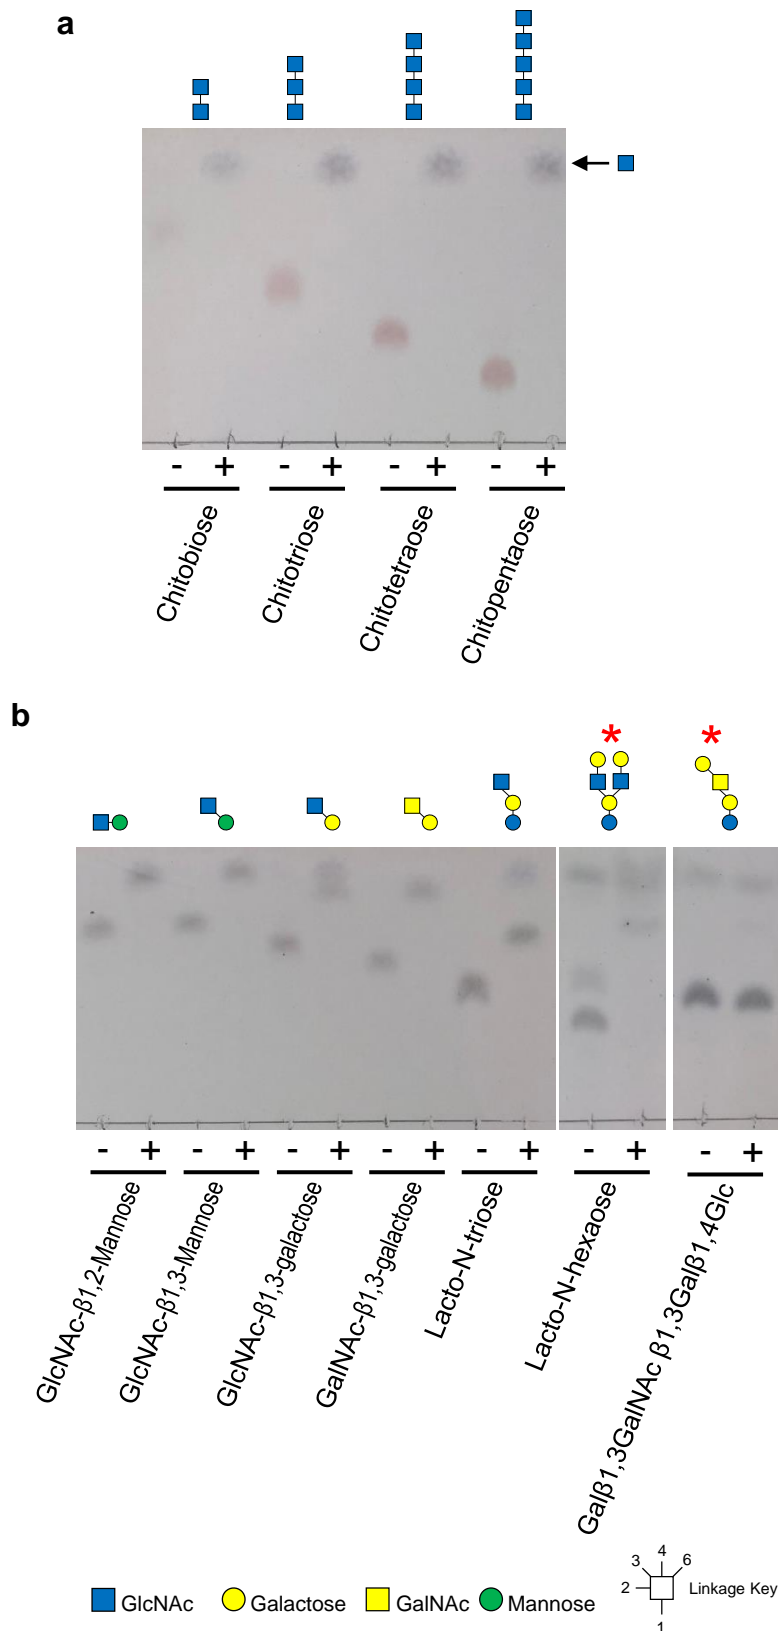 a
- + - + - + - +
Chitobiose
Chitotriose
Chitotetraose
Chitopentaose
b
* *
- + - + - + - + - + - + - +
GlcNAc-β1,2-Mannose
GlcNAc-β1,3-Mannose
GlcNAc-β1,3-galactose
GalNAc-β1,3-galactose
Lacto-N-triose
Lacto-N-hexaose
Galβ1,3GalNAc β1,3Galβ1,4Glc
GlcNAc Galactose GalNAc Mannose
3 4 6
2 Linkage Key
1